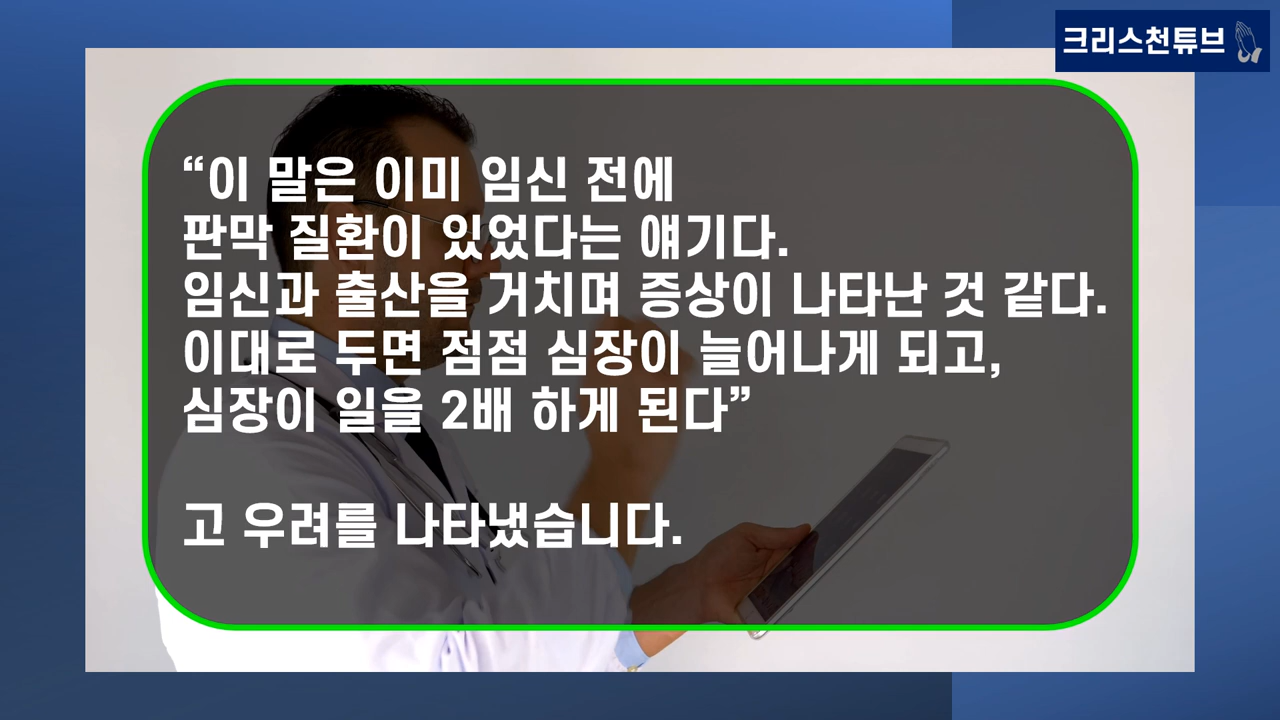 크리스천튜브
“이 말은 이미 임신 전에
판막 질환이 있었다는 얘기다.
임신과 출산을 거치며 증상이 나타난 것 같다.
이대로 두면 점점 심장이 늘어나게 되고,
심장이 일을 2배 하게 된다”
고 우려를 나타냈습니다.